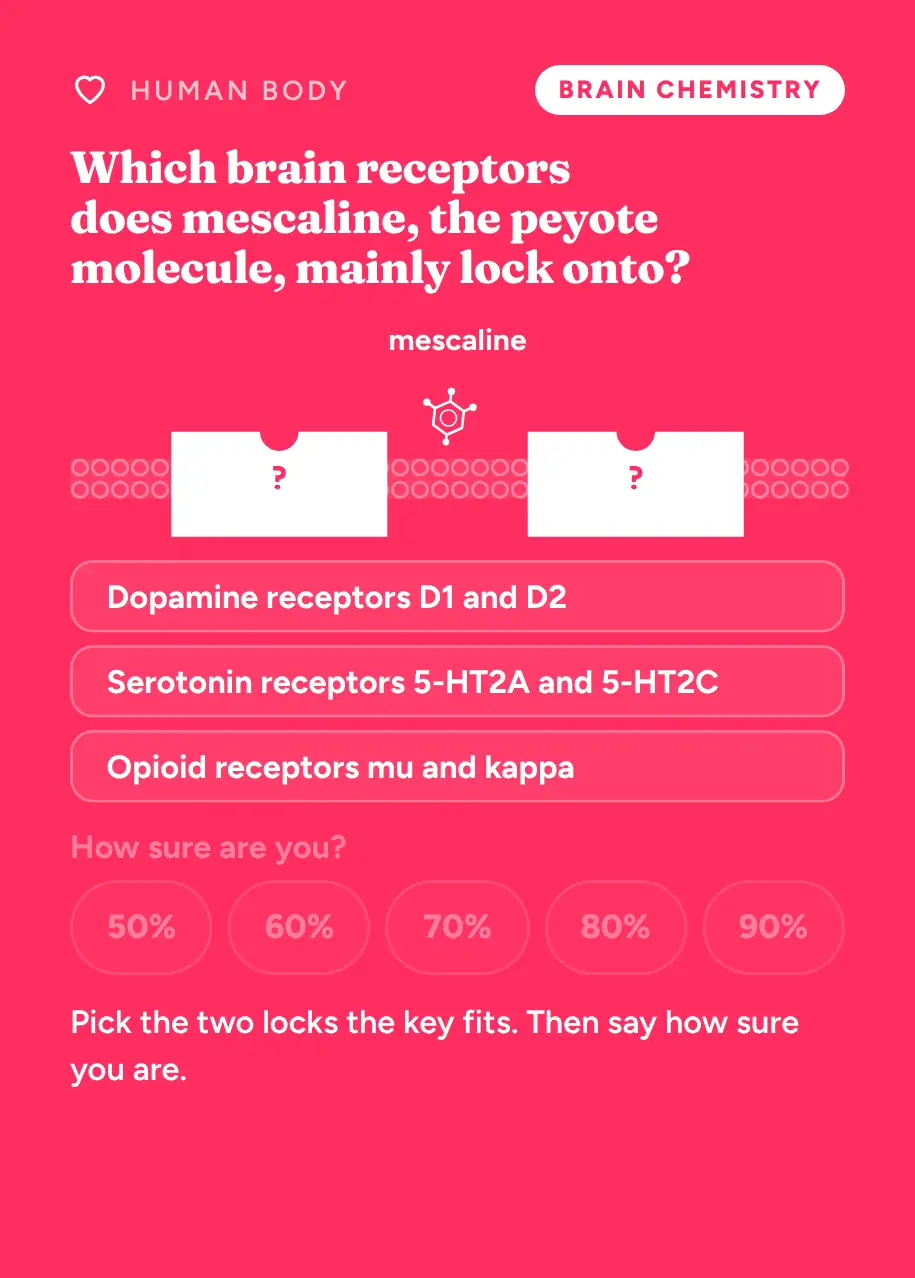 HUMAN BODY
BRAIN CHEMISTRY
Which brain receptors
does mescaline, the peyote
molecule, mainly lock onto?
mescaline
?
?
Dopamine receptors D1 and D2
Serotonin receptors 5-HT2A and 5-HT2C
Opioid receptors mu and kappa
How sure are you?
50%
60%
70%
80%
90%
Pick the two locks the key fits. Then say how sure
you are.